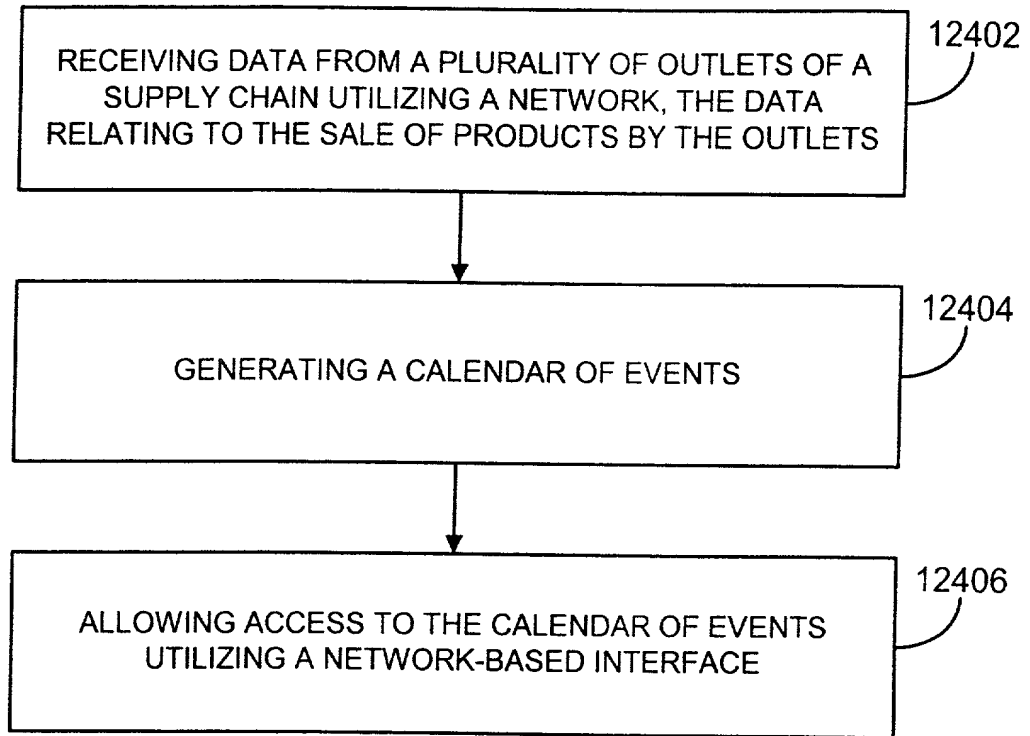 12402
RECEIVING DATA FROM A PLURALITY OF OUTLETS OF A
SUPPLY CHAIN UTILIZING A NETWORK, THE DATA
RELATING TO THE SALE OF PRODUCTS BY THE OUTLETS
12404
GENERATING A CALENDAR OF EVENTS
12406
ALLOWING ACCESS TO THE CALENDAR OF EVENTS
UTILIZING A NETWORK-BASED INTERFACE